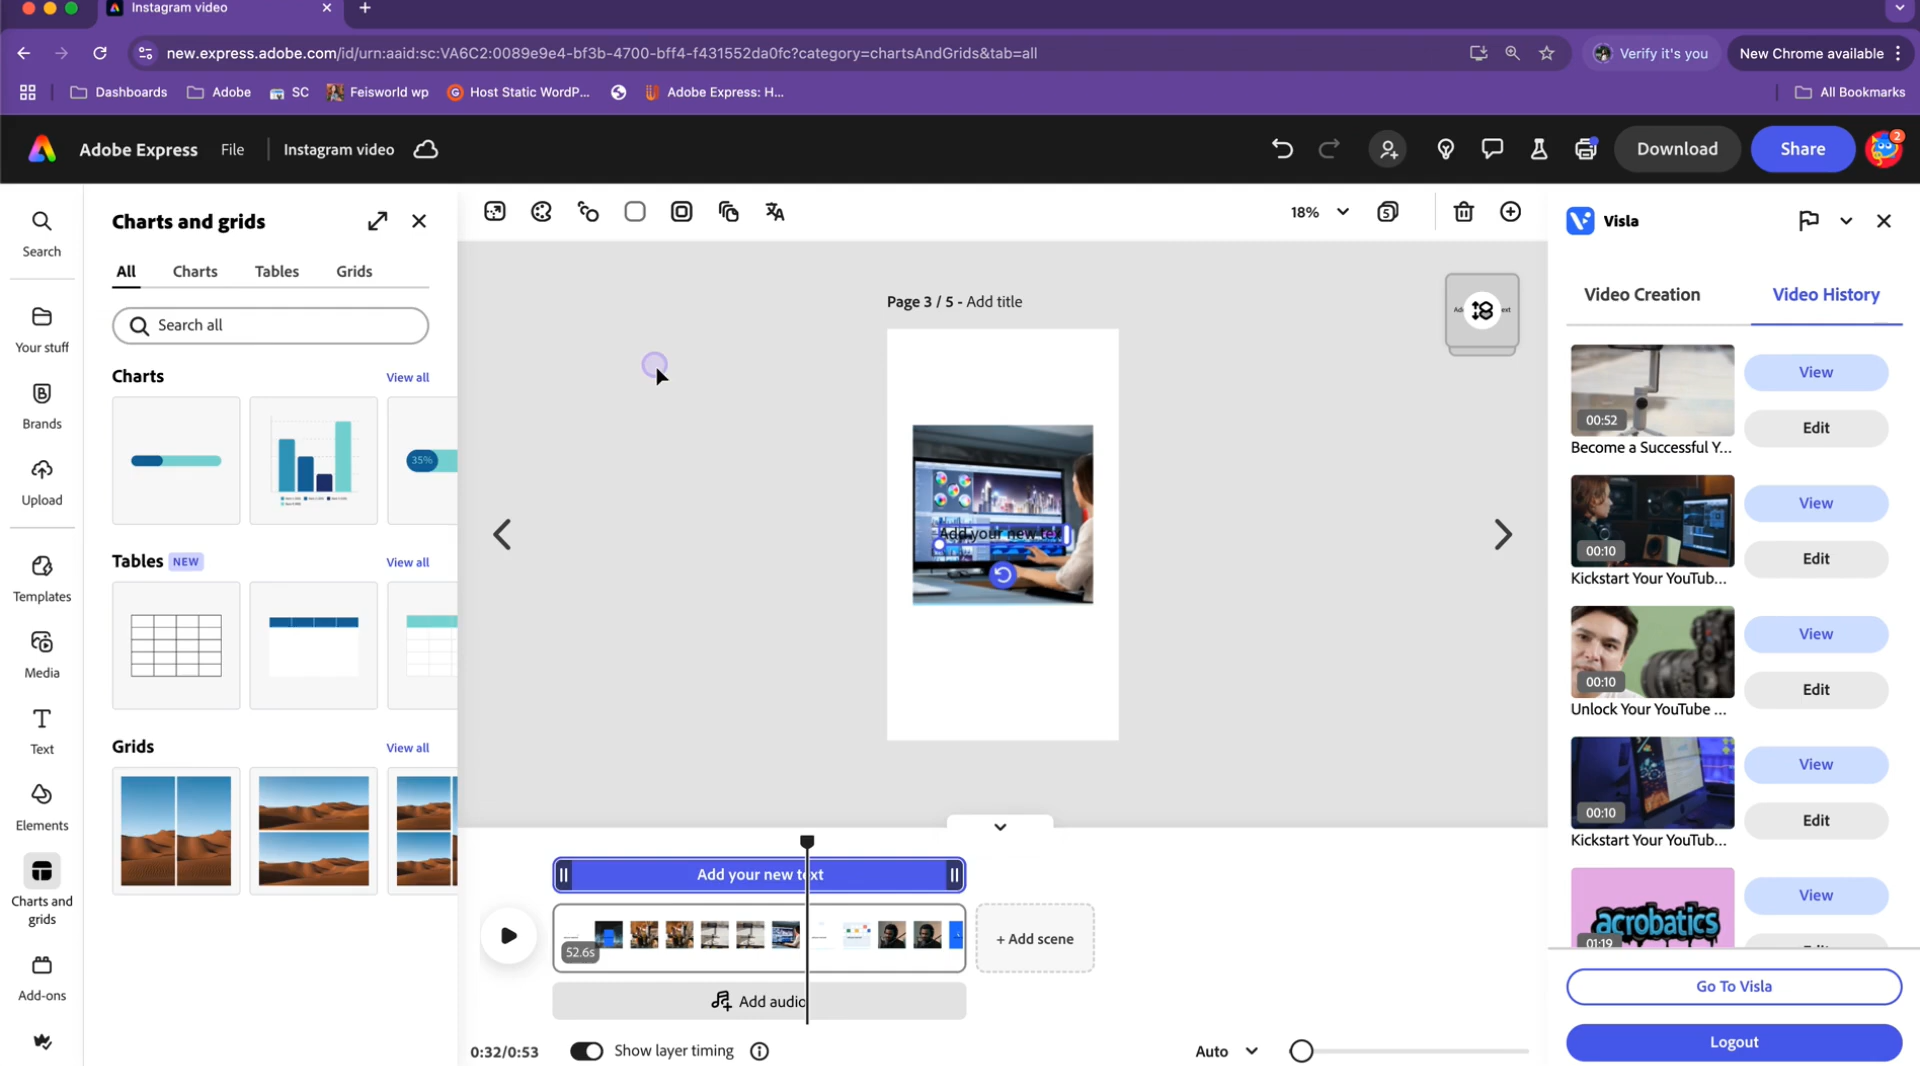 Instagram video
new.express.adobe.com/id/urn:aaid:sc:VA6C2:0089e9e4-bf3b-4700-bff4-f431552da0fc?category=chartsAndGrids&tab=all
Verify it's you
New Chrome available
Dashboards
Adobe
SC
Feisworld wp
Host Static WordP...
Adobe Express: H...
All Bookmarks
Adobe Express
File
Instagram video
Download
Share
2
Search
Your stuff
Brands
Upload
Templates
Media
Text
Elements
Charts and
grids
Add-ons
Charts and grids
All
Charts
Tables
Grids
Search all
Charts
View all
35%
Tables
NEW
View all
Grids
View all
18%
5
Page 3 / 5 - Add title
Add your new tex
Add your new text
52.6s
+ Add scene
Add audio
0:32/0:53
Show layer timing
Auto
Visla
Video Creation
Video History
00:52
Become a Successful Y...
View
Edit
00:10
Kickstart Your YouTub...
View
Edit
00:10
Unlock Your YouTube ...
View
Edit
00:10
Kickstart Your YouTub...
View
Edit
acrobatics
01:19
View
Go To Visla
Logout